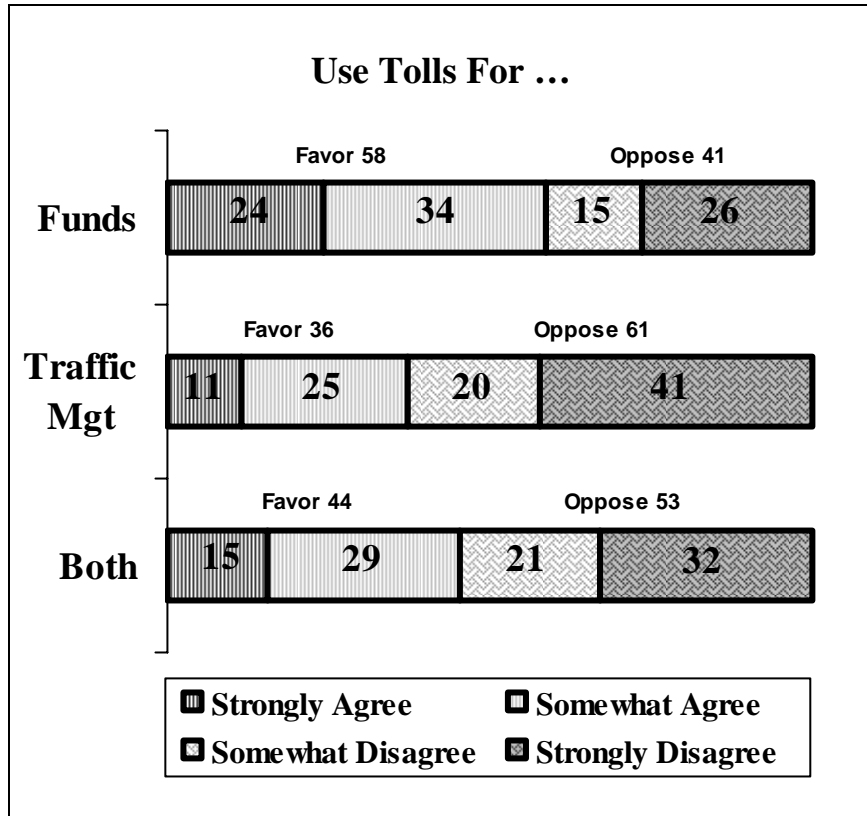 Use Tolls For …
Favor 58 Oppose 41
Funds 24 34 15 26
Favor 36 Oppose 61
Traffic
Mgt
11 25 20 41
Favor 44 Oppose 53
Both 15 29 21 32
Strongly Agree Somewhat Agree
Somewhat Disagree Strongly Disagree